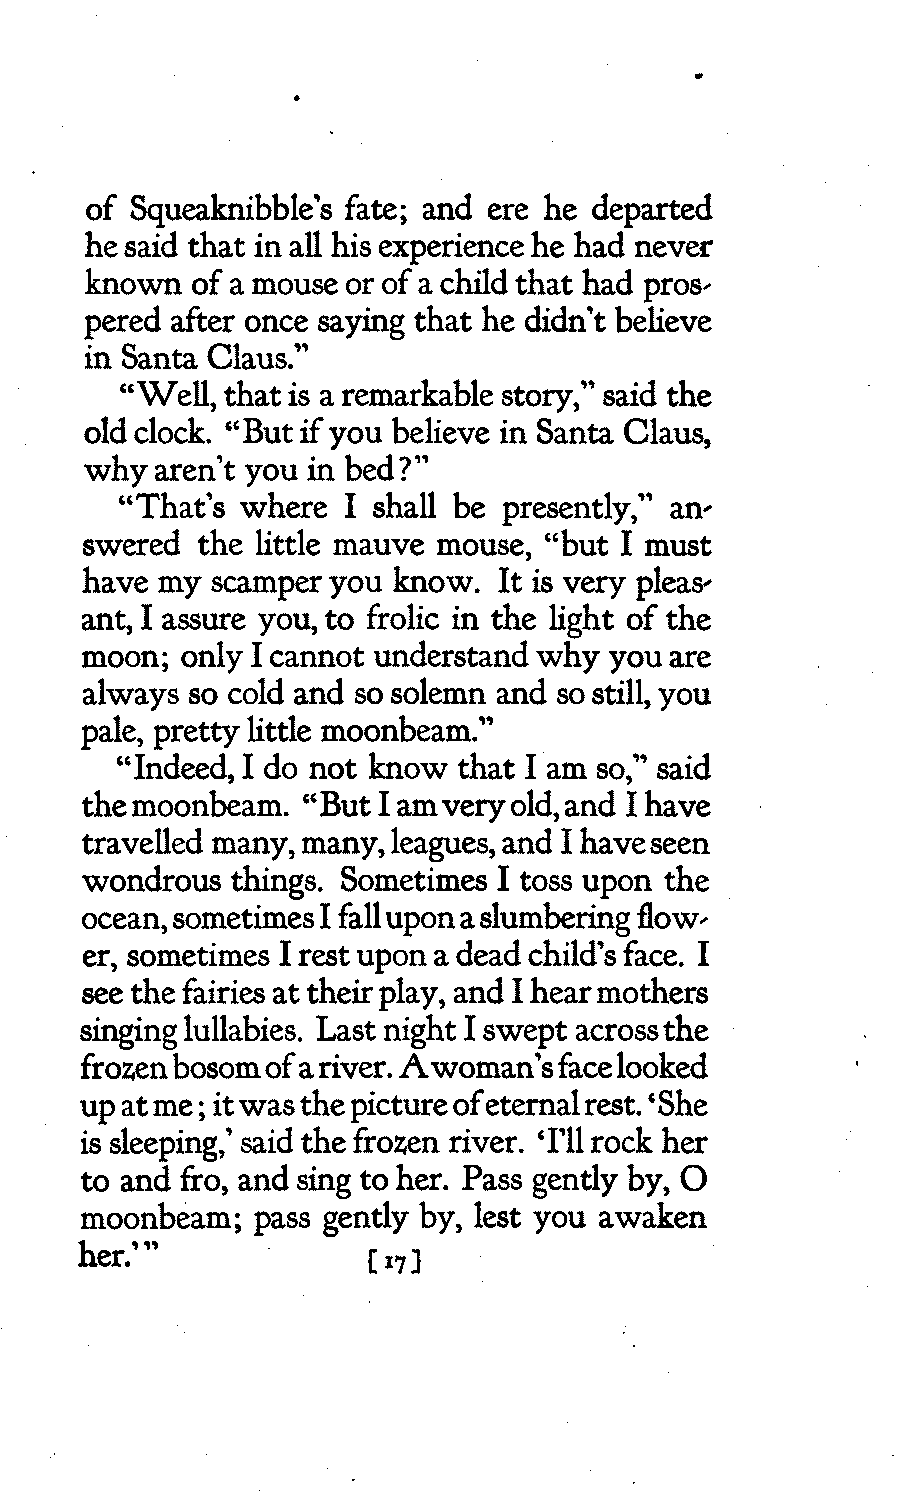 of Squeaknibble's fate; and ere he departed
he said that in all his experience he had never
known of a mouse or of a child that had pros-
pered after once saying that he didn't believe
in Santa Claus."
"Well, that is a remarkable story," said the
old clock. "But if you believe in Santa Claus,
why aren't you in bed?"
"That's where I shall be presently," an-
swered the little mauve mouse, "but I must
have my scamper you know. It is very pleas-
ant, I assure you, to frolic in the light of the
moon; only I cannot understand why you are
always so cold and so solemn and so still, you
pale, pretty little moonbeam."
"Indeed, I do not know that I am so," said
the moonbeam. "But I am very old, and I have
travelled many, many, leagues, and I have seen
wondrous things. Sometimes I toss upon the
ocean, sometimes I fall upon a slumbering flow-
er, sometimes I rest upon a dead child's face. I
see the fairies at their play, and I hear mothers
singing lullabies. Last night I swept across the
frozen bosom of a river. A woman's face looked
up at me; it was the picture of eternal rest. 'She
is sleeping,' said the frozen river. 'I'll rock her
to and fro, and sing to her. Pass gently by, O
moonbeam; pass gently by, lest you awaken
her.'"
[17]